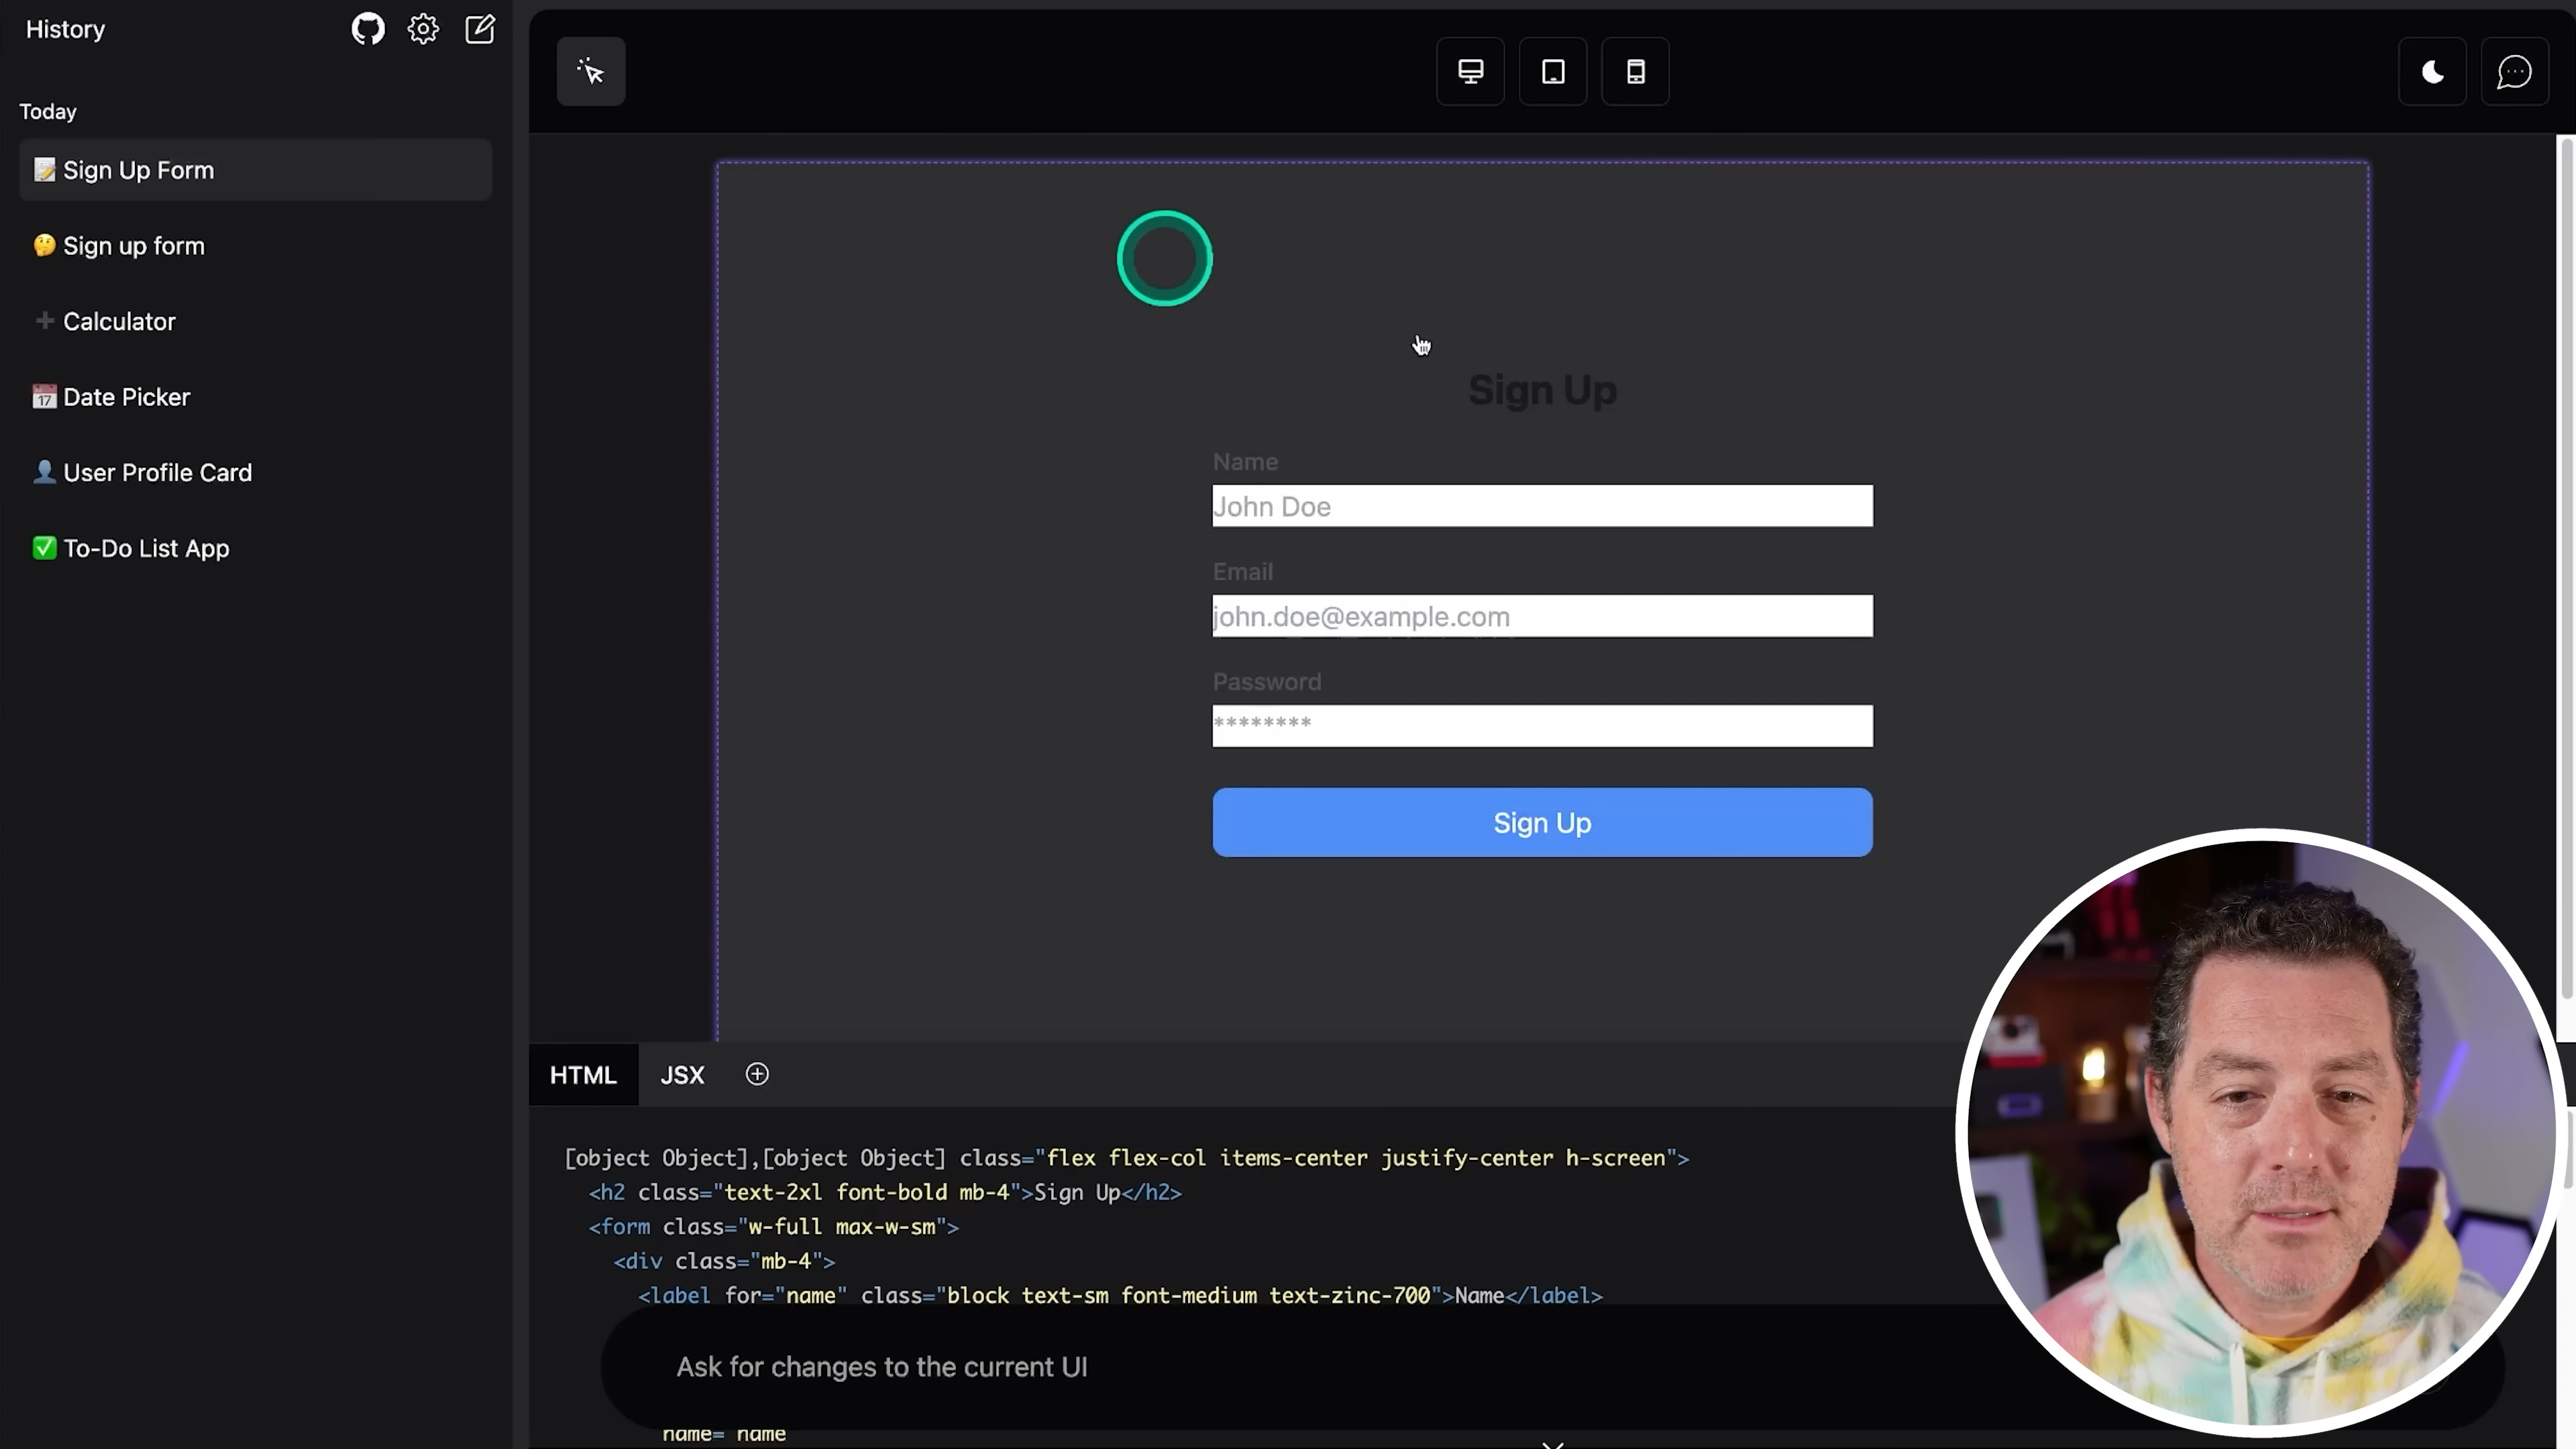 History
Today
Sign Up Form
Sign up form
Calculator
17 Date Picker
User Profile Card
To-Do List App
Sign Up
Name
John Doe
Email
john.doe@example.com
Password
********
Sign Up
HTML JSX
[object Object],[object Object] class="flex flex-col items-center justify-center h-screen">
<h2 class="text-2xl font-bold mb-4">Sign Up</h2>
<form class="w-full max-w-sm">
<div class="mb-4">
<label for="name" class="block text-sm font-medium text-zinc-700">Name</label>
Ask for changes to the current UI
name= name